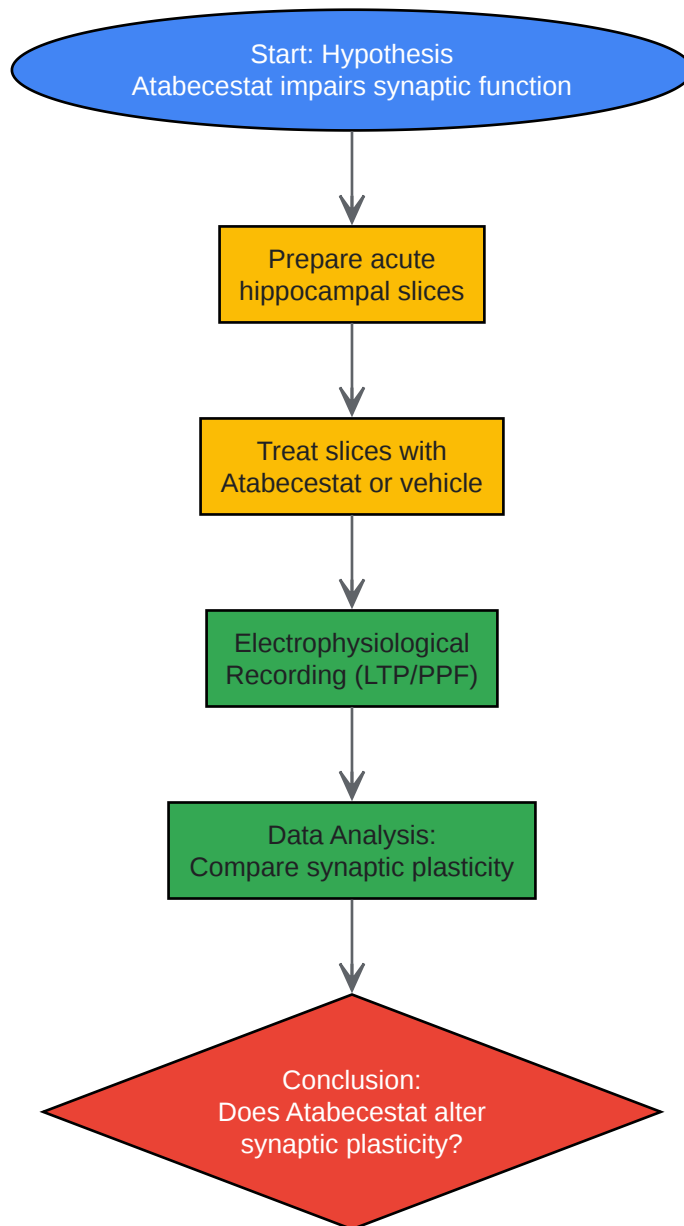 Start: Hypothesis
Atabecestat impairs synaptic function
Prepare acute
hippocampal slices
Treat slices with
Atabecestat or vehicle
Electrophysiological
Recording (LTP/PPF)
Data Analysis:
Compare synaptic plasticity
Conclusion:
Does Atabecestat alter
synaptic plasticity?